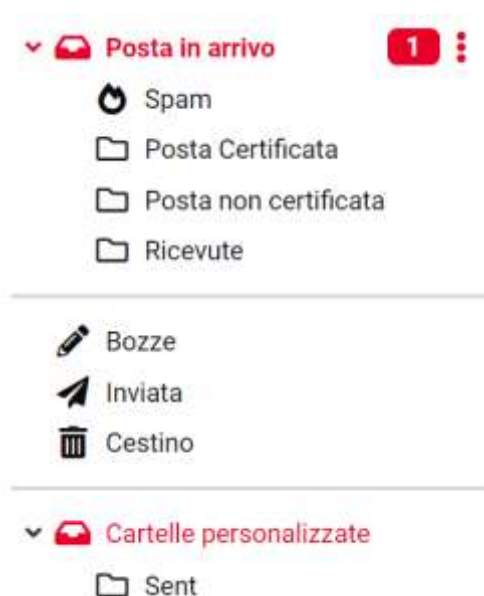 Posta in arrivo 1
Spam
Posta Certificata
Posta non certificata
Ricevute
Bozze
Inviata
Cestino
Cartelle personalizzate
Sent